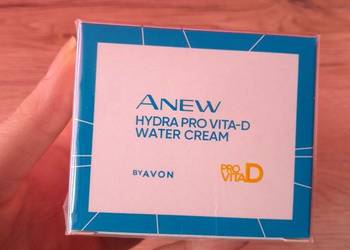 ANEW
HYDRA PRO VITA-D
WATER CREAM
BY AVON
PRO
VITA D